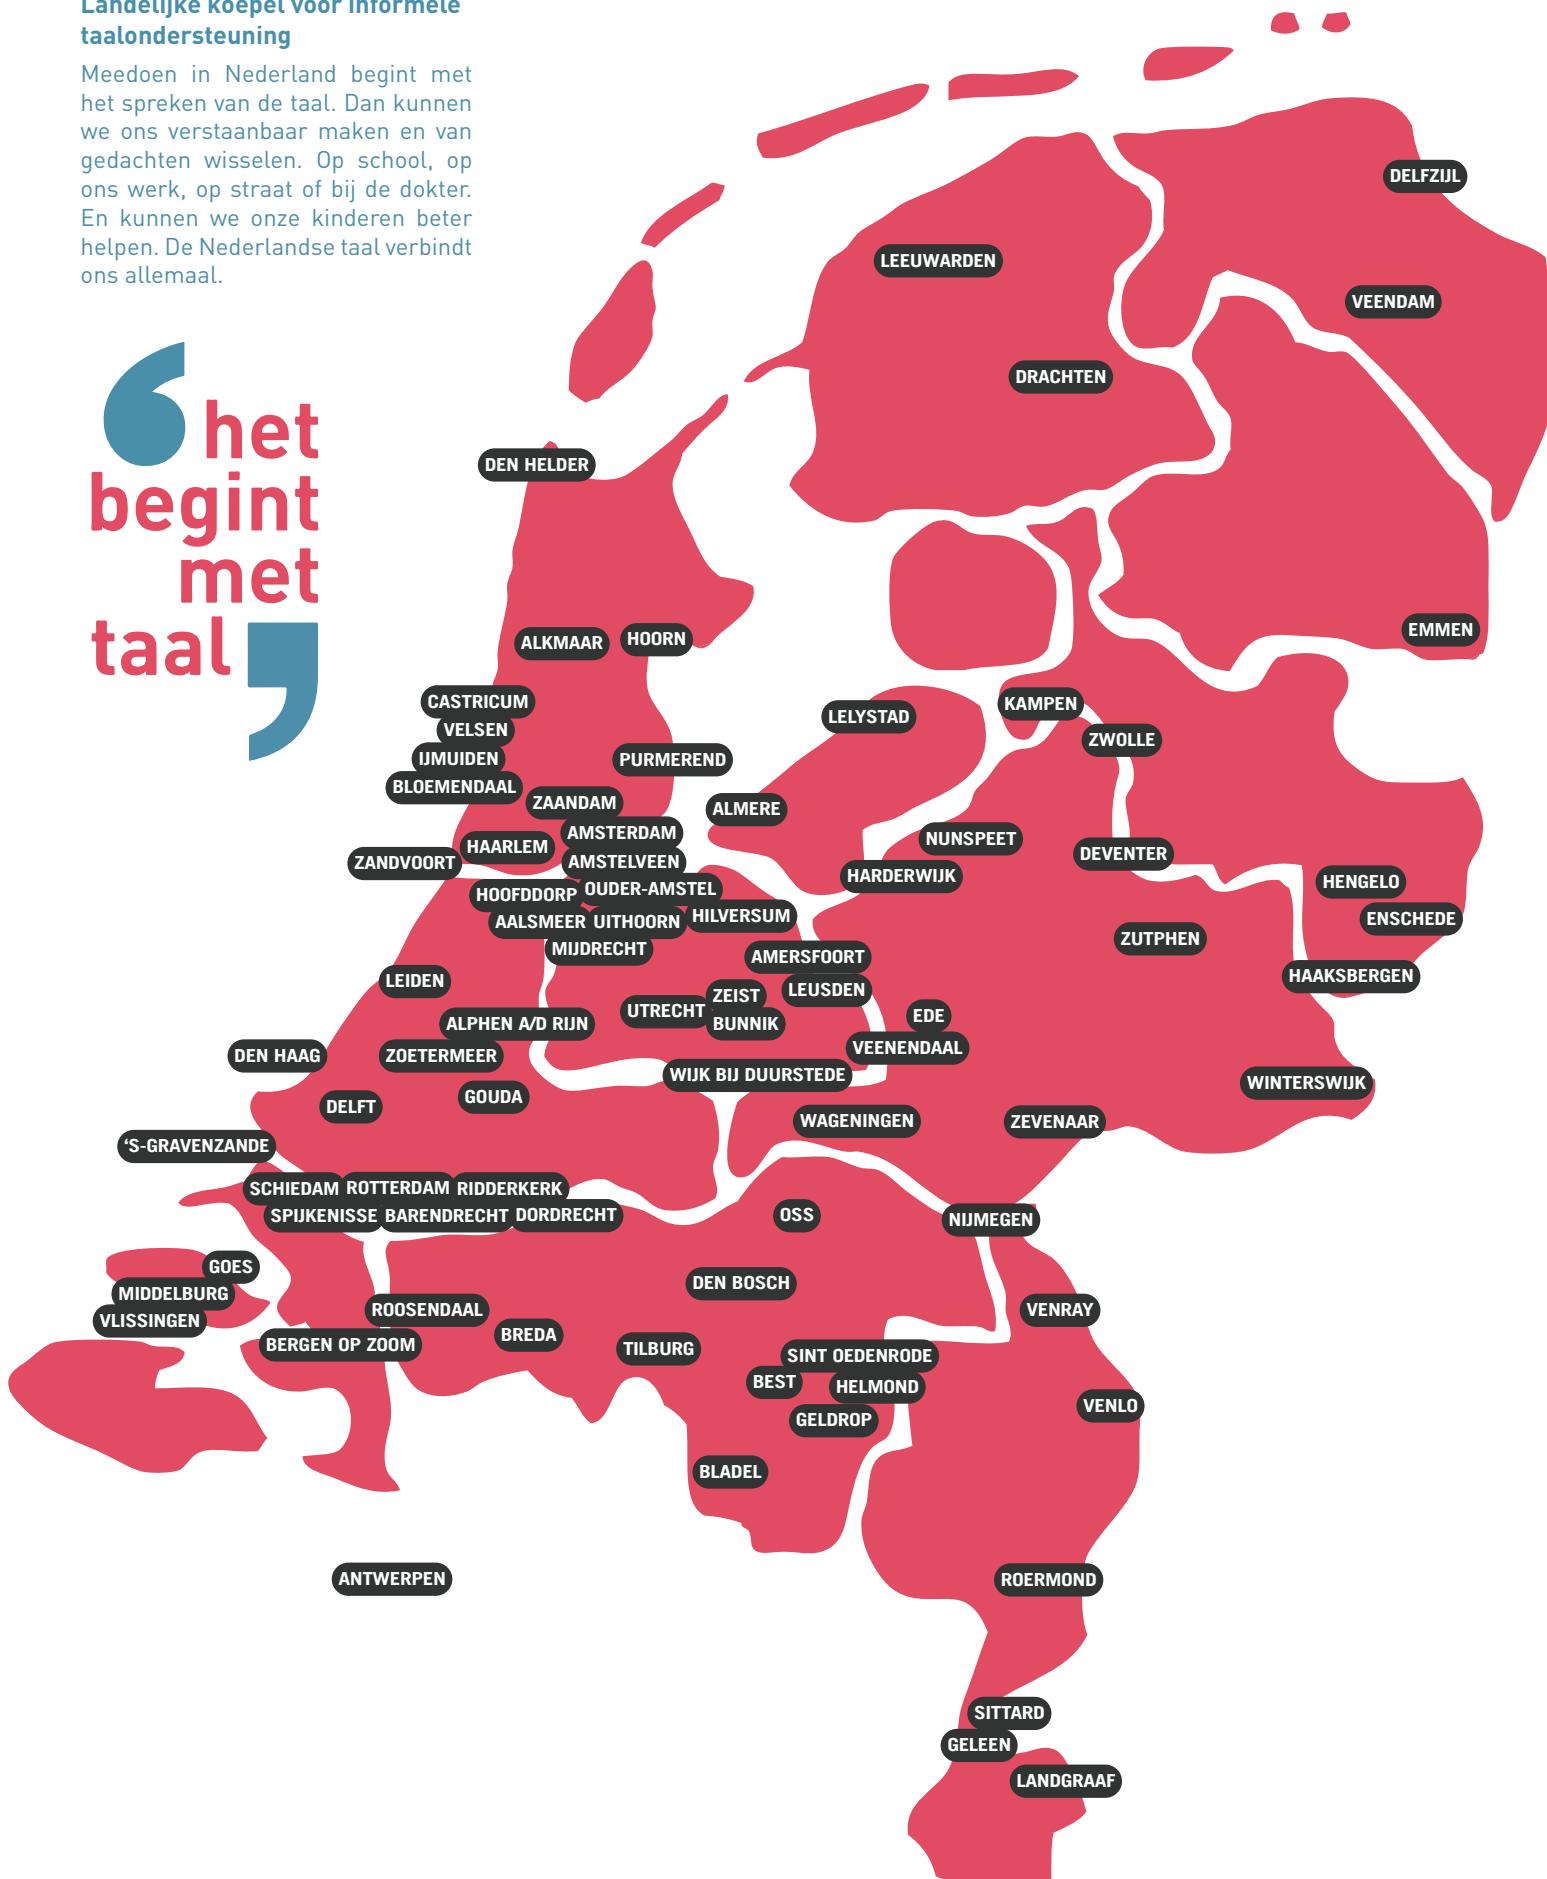 Landelijke koepel voor informele
taalondersteuning
Meedoen in Nederland begint met
het spreken van de taal. Dan kunnen
we ons verstaanbaar maken en van
gedachten wisselen. Op school, op
ons werk, op straat of bij de dokter.
En kunnen we onze kinderen beter
helpen. De Nederlandse taal verbindt
ons allemaal.
het
begint
met
taal
DELFZIJL
LEEUWARDEN
VEENDAM
DRACHTEN
DEN HELDER
EMMEN
ALKMAAR
HOORN
CASTRICUM
VELSEN
IJMUIDEN
BLOEMENDAAL
PURMEREND
LELYSTAD
KAMPEN
ZWOLLE
ZAANDAM
ALMERE
AMSTERDAM
HAARLEM
AMSTELVEEN
ZANDVOORT
NUNSPEET
DEVENTER
HARDERWIJK
HOOFDDORP
OUDER-AMSTEL
HENGELO
AALSMEER
UITHOORN
HILVERSUM
ENSCHEDE
MIJDRECHT
AMERSFOORT
ZUTPHEN
LEIDEN
ZEIST
LEUSDEN
HAAKSBERGEN
UTRECHT
BUNNIK
EDE
ALPHEN A/D RIJN
VEENENDAAL
DEN HAAG
ZOETERMEER
WIJK BIJ DUURSTEDE
WINTERSWIJK
DELFT
GOUDA
WAGENINGEN
ZEVENAAR
‘S-GRAVENZANDE
SCHIEDAM
ROTTERDAM
RIDDERKERK
SPIJKENISSE
BARENDRECHT
DORDRECHT
OSS
NIJMEGEN
GOES
MIDDELBURG
VLISSINGEN
DEN BOSCH
ROOSENDAAL
VENRAY
BERGEN OP ZOOM
BREDA
TILBURG
SINT OEDENRODE
BEST
HELMOND
GELDROP
VENLO
BLADEL
ANTWERPEN
ROERMOND
SITTARD
GELEEN
LANDGRAAF